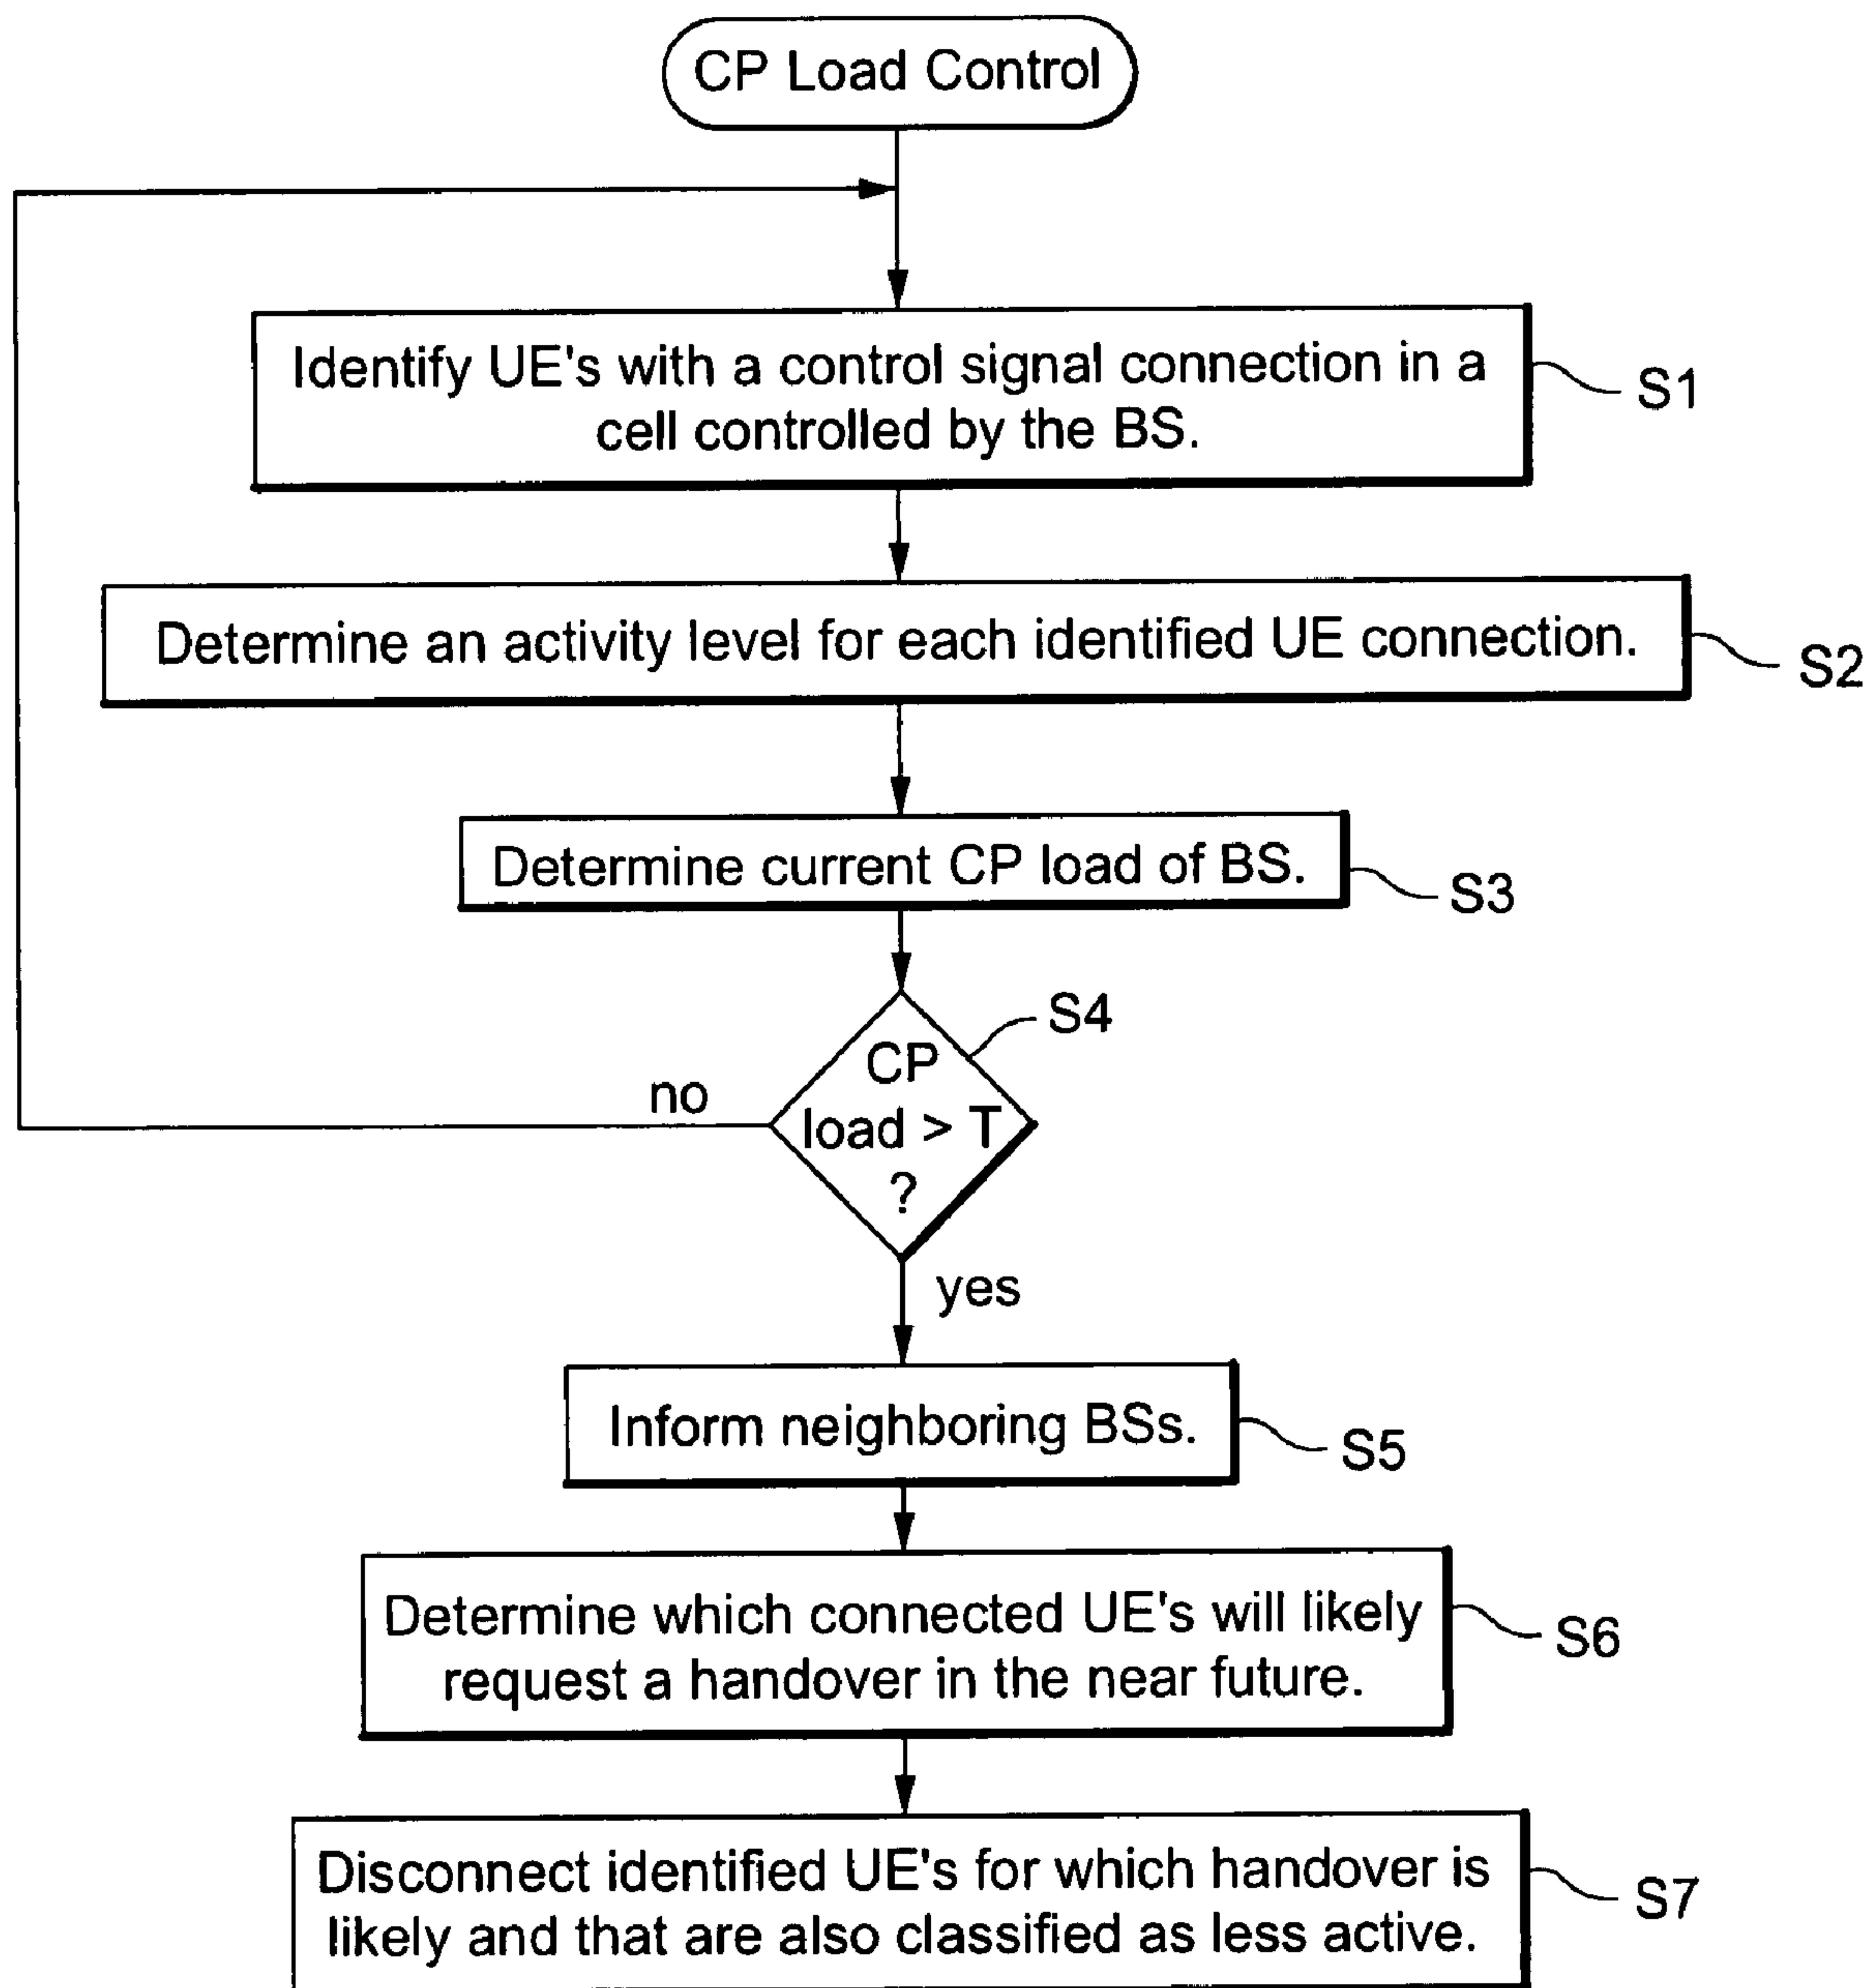 CP Load Control
Identify UE's with a control signal connection in a
cell controlled by the BS.
S1
Determine an activity level for each identified UE connection.
S2
Determine current CP load of BS.
S3
S4
CP
load > T
?
no
yes
Inform neighboring BSs.
S5
Determine which connected UE's will likely
request a handover in the near future.
S6
Disconnect identified UE's for which handover is
likely and that are also classified as less active.
S7